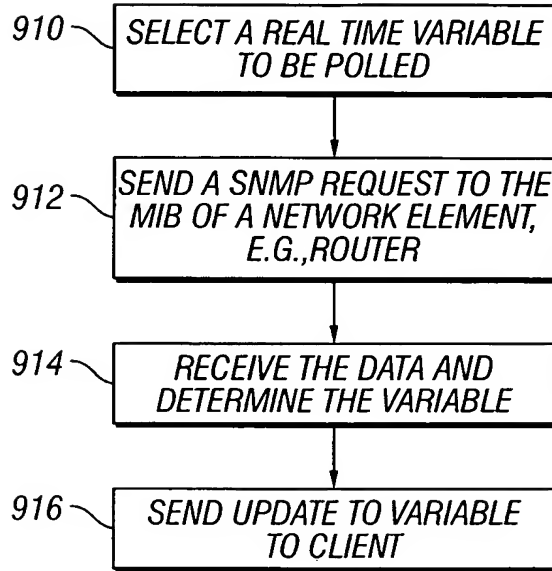 910
SELECT A REAL TIME VARIABLE
TO BE POLLED
912
SEND A SNMP REQUEST TO THE
MIB OF A NETWORK ELEMENT,
E.G.,ROUTER
914
RECEIVE THE DATA AND
DETERMINE THE VARIABLE
916
SEND UPDATE TO VARIABLE
TO CLIENT